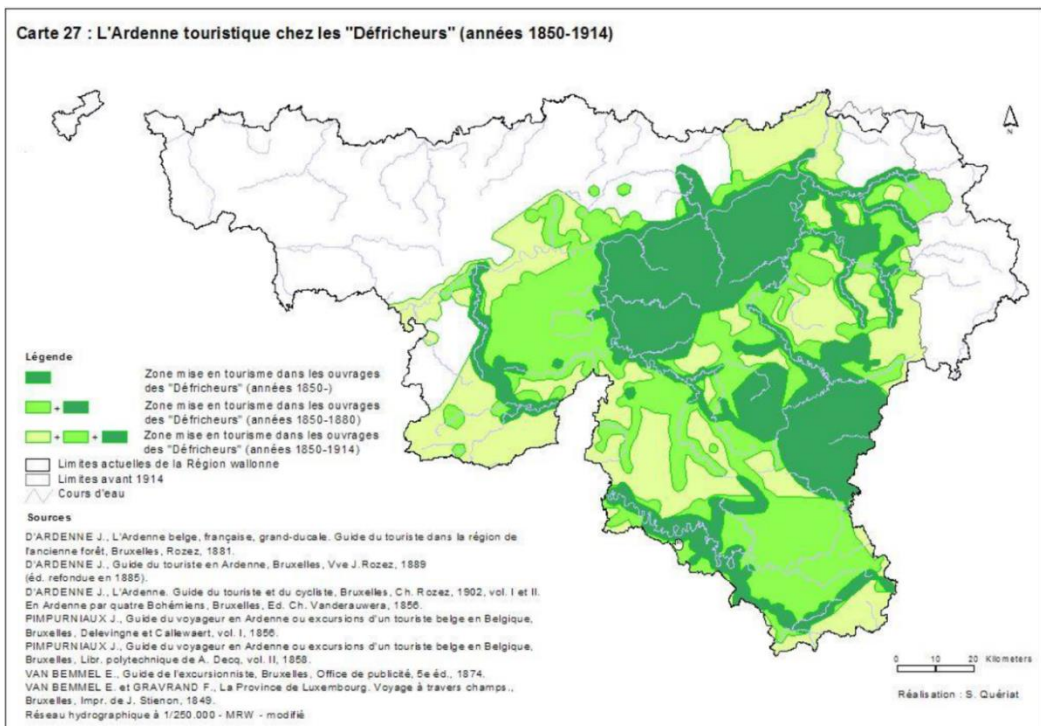 Carte 27 : L'Ardenne touristique chez les "Défricheurs" (années 1850-1914)
N
Légende
Zone mise en tourisme dans les ouvrages
des "Défricheurs" (années 1850-)
+
Zone mise en tourisme dans les ouvrages
des "Défricheurs" (années 1850-1880)
+ +
Zone mise en tourisme dans les ouvrages
des "Défricheurs" (années 1850-1914)
Limites actuelles de la Région wallonne
Limites avant 1914
Cours d'eau
Sources
D'ARDENNE J., L'Ardenne belge, française, grand-ducale. Guide du touriste dans la région de
l'ancienne forêt, Bruxelles, Rozez, 1881.
D'ARDENNE J., Guide du touriste en Ardenne, Bruxelles, Vve J.Rozez, 1889
(éd. refondue en 1885).
D'ARDENNE J., L'Ardenne. Guide du touriste et du cycliste, Bruxelles, Ch. Rozez, 1902, vol. I et II.
En Ardenne par quatre Bohémiens, Bruxelles, Ed. Ch. Vanderauwera, 1856.
PIMPURNIAUX J., Guide du voyageur en Ardenne ou excursions d'un touriste belge en Belgique,
Bruxelles, Delevingne et Callewaert, vol. I, 1856.
PIMPURNIAUX J., Guide du voyageur en Ardenne ou excursions d'un touriste belge en Belgique,
Bruxelles, Libr. polytechnique de A. Decq, vol. II, 1858.
VAN BEMMEL E., Guide de l'excursionniste, Bruxelles, Office de publicité, 5e éd., 1874.
VAN BEMMEL E. et GRAVRAND F., La Province de Luxembourg. Voyage à travers champs.,
Bruxelles, Impr. de J. Stienon, 1849.
Réseau hydrographique à 1/250.000 - MRW - modifié
0 10 20 Kilometers
Réalisation : S. Quériat